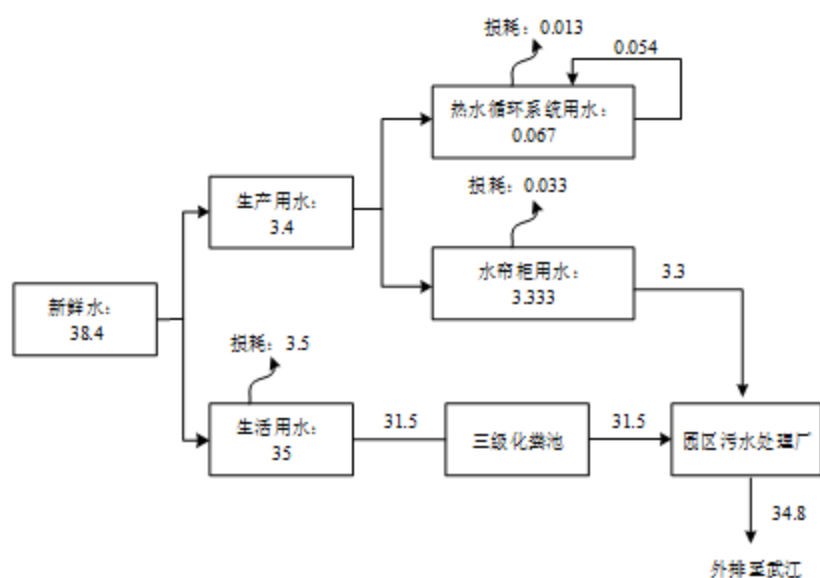 损耗：0.013
0.054
热水循环系统用水：
0.067
生产用水：
3.4
损耗：0.033
水帘柜用水：
3.333
3.3
新鲜水：
38.4
损耗：3.5
生活用水：
35
31.5
三级化粪池
31.5
园区污水处理厂
34.8
外排至武江